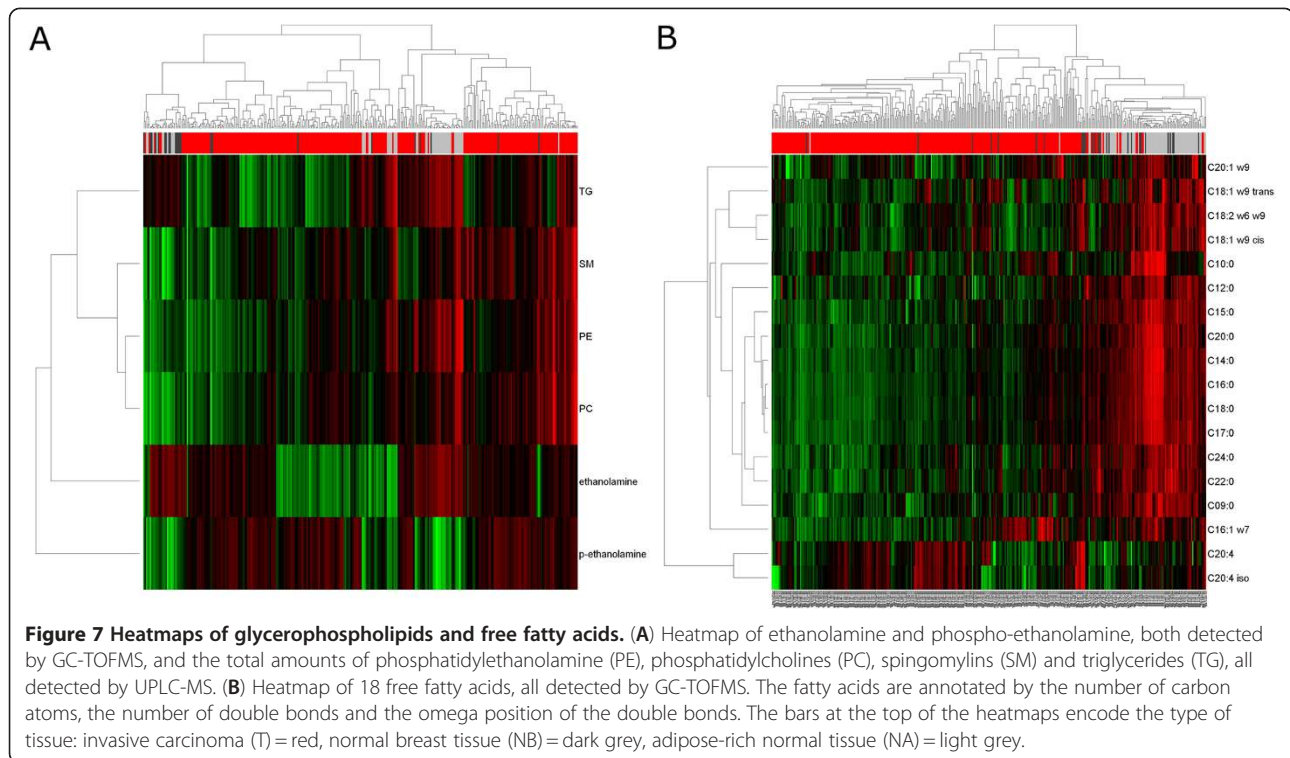 A
B
TG
SM
PE
PC
ethanolamine
p-ethanolamine
C20:1 w9
C18:1 w9 trans
C18:2 w6 w9
C18:1 w9 cis
C10:0
C12:0
C15:0
C20:0
C14:0
C16:0
C18:0
C17:0
C24:0
C22:0
C09:0
C16:1 w7
C20:4
C20:4 iso
Figure 7 Heatmaps of glycerophospholipids and free fatty acids. (A) Heatmap of ethanolamine and phospho-ethanolamine, both detected
by GC-TOFMS, and the total amounts of phosphatidylethanolamine (PE), phosphatidylcholines (PC), spingomylins (SM) and triglycerides (TG), all
detected by UPLC-MS. (B) Heatmap of 18 free fatty acids, all detected by GC-TOFMS. The fatty acids are annotated by the number of carbon
atoms, the number of double bonds and the omega position of the double bonds. The bars at the top of the heatmaps encode the type of
tissue: invasive carcinoma (T) = red, normal breast tissue (NB) = dark grey, adipose-rich normal tissue (NA) = light grey.